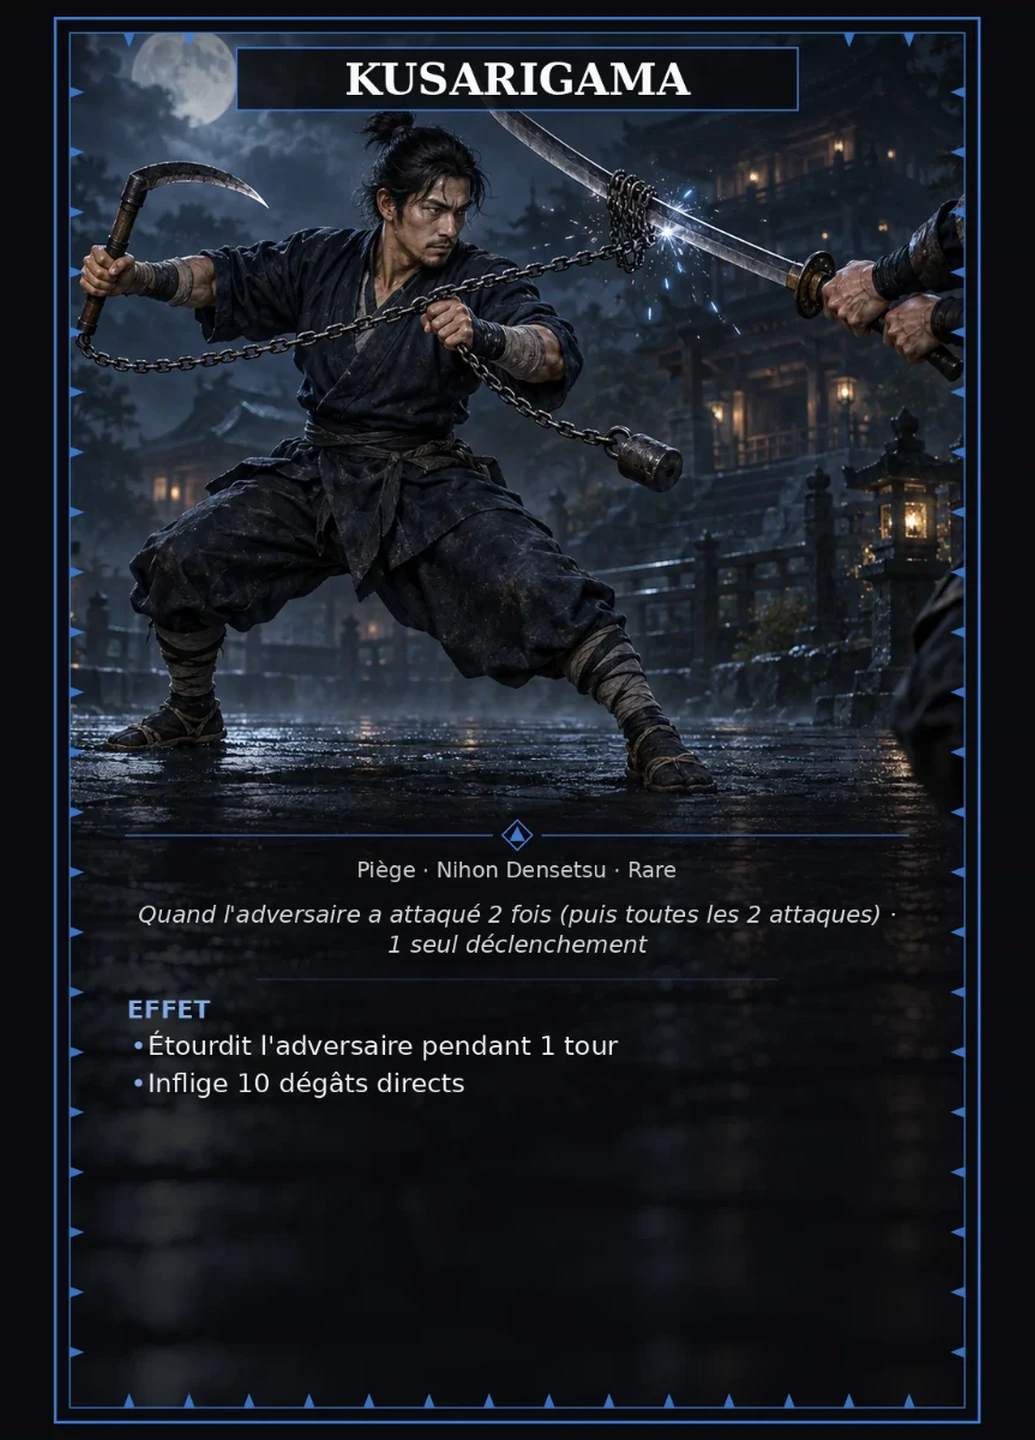 KUSARIGAMA
Piège · Nihon Densetsu · Rare
Quand l'adversaire a attaqué 2 fois (puis toutes les 2 attaques) ·
1 seul déclenchement
EFFET
•Étourdit l'adversaire pendant 1 tour
•Inflige 10 dégâts directs